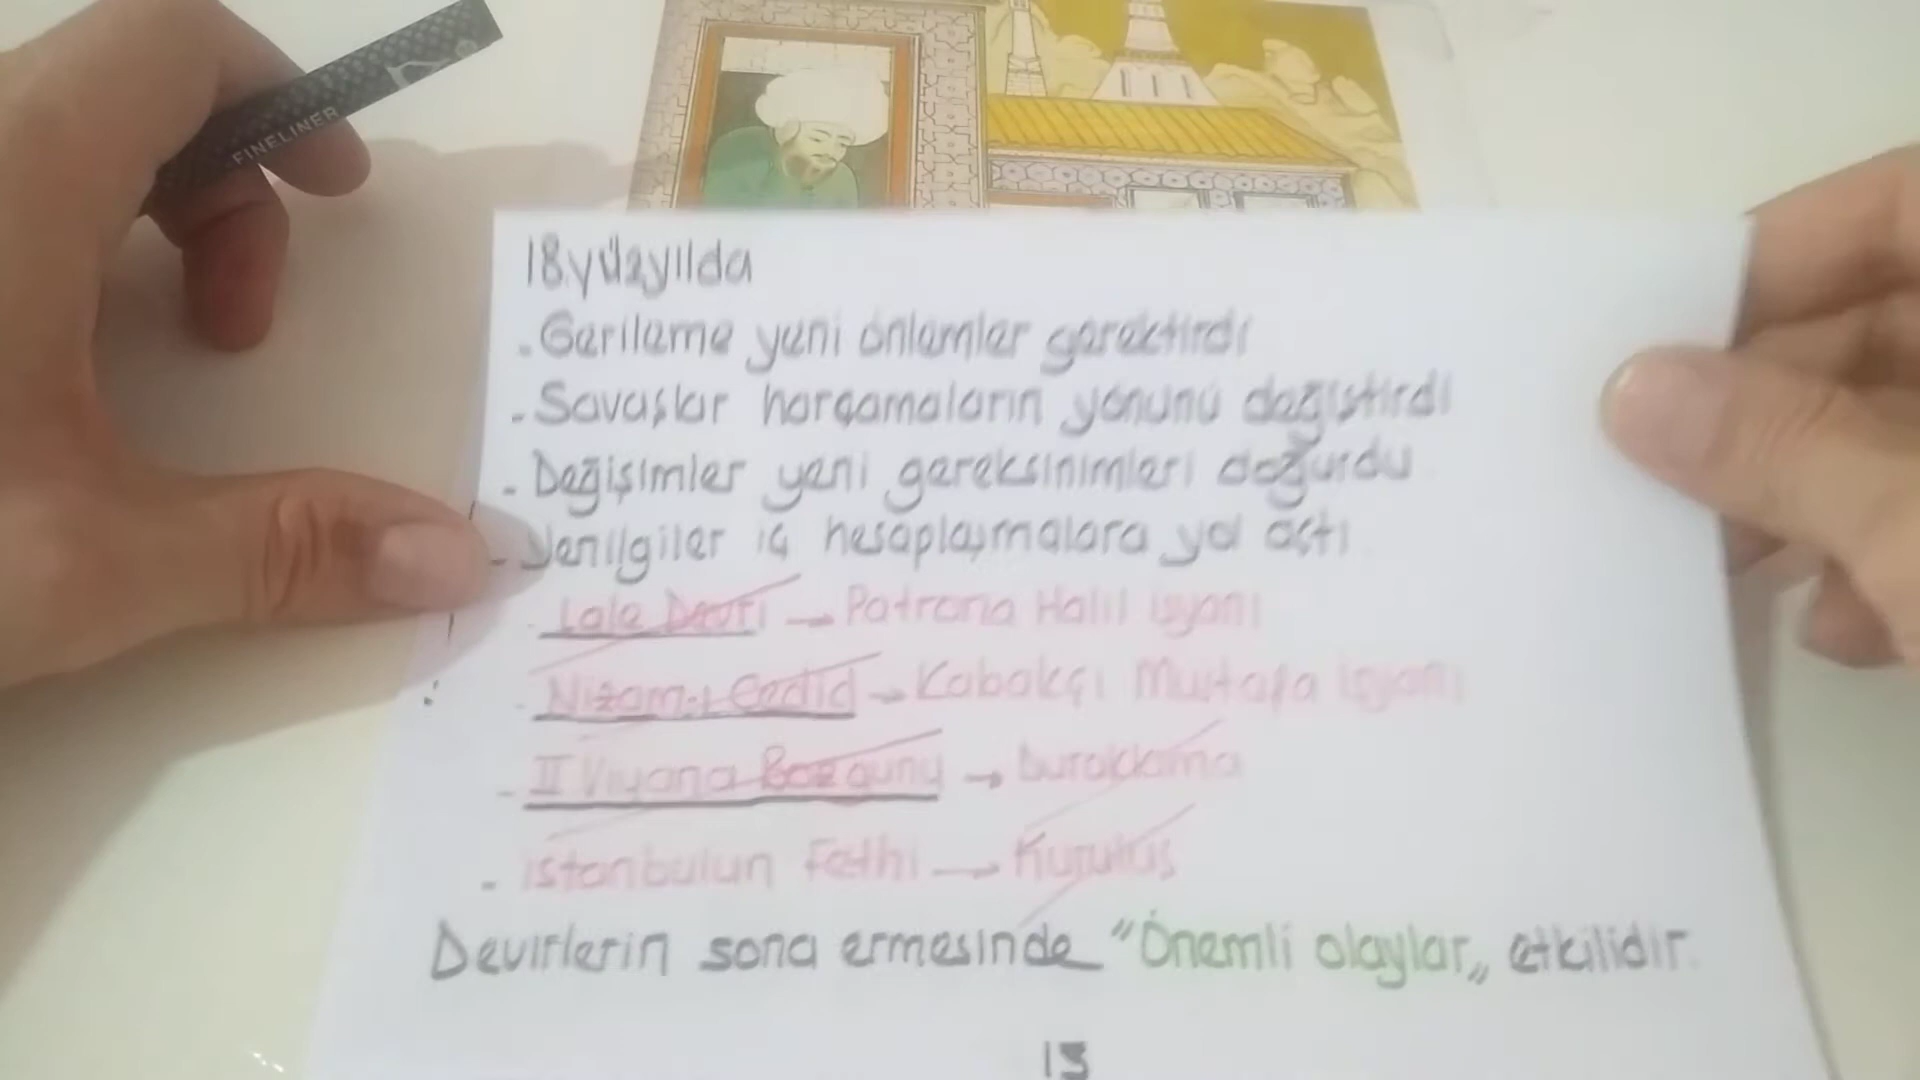 FINELINER
18.yüzyılda
- Gerileme yeni önlemler gerektirdi
- Savaşlar harcamaların yönünü değiştirdi
- Değişimler yeni gereksinimleri doğurdu
- Yenilgiler iç hesaplaşmalara yol açtı
- Lale Devri → Patrona Halil isyanı
- Nizam-ı Cedid → Kabakçı Mustafa isyanı
- II Viyana Bozgunu → buraklama
- istanbulun Fethi → Kuruluş
Devirlerin sona ermesinde "Önemli olaylar„ etkilidir.
13